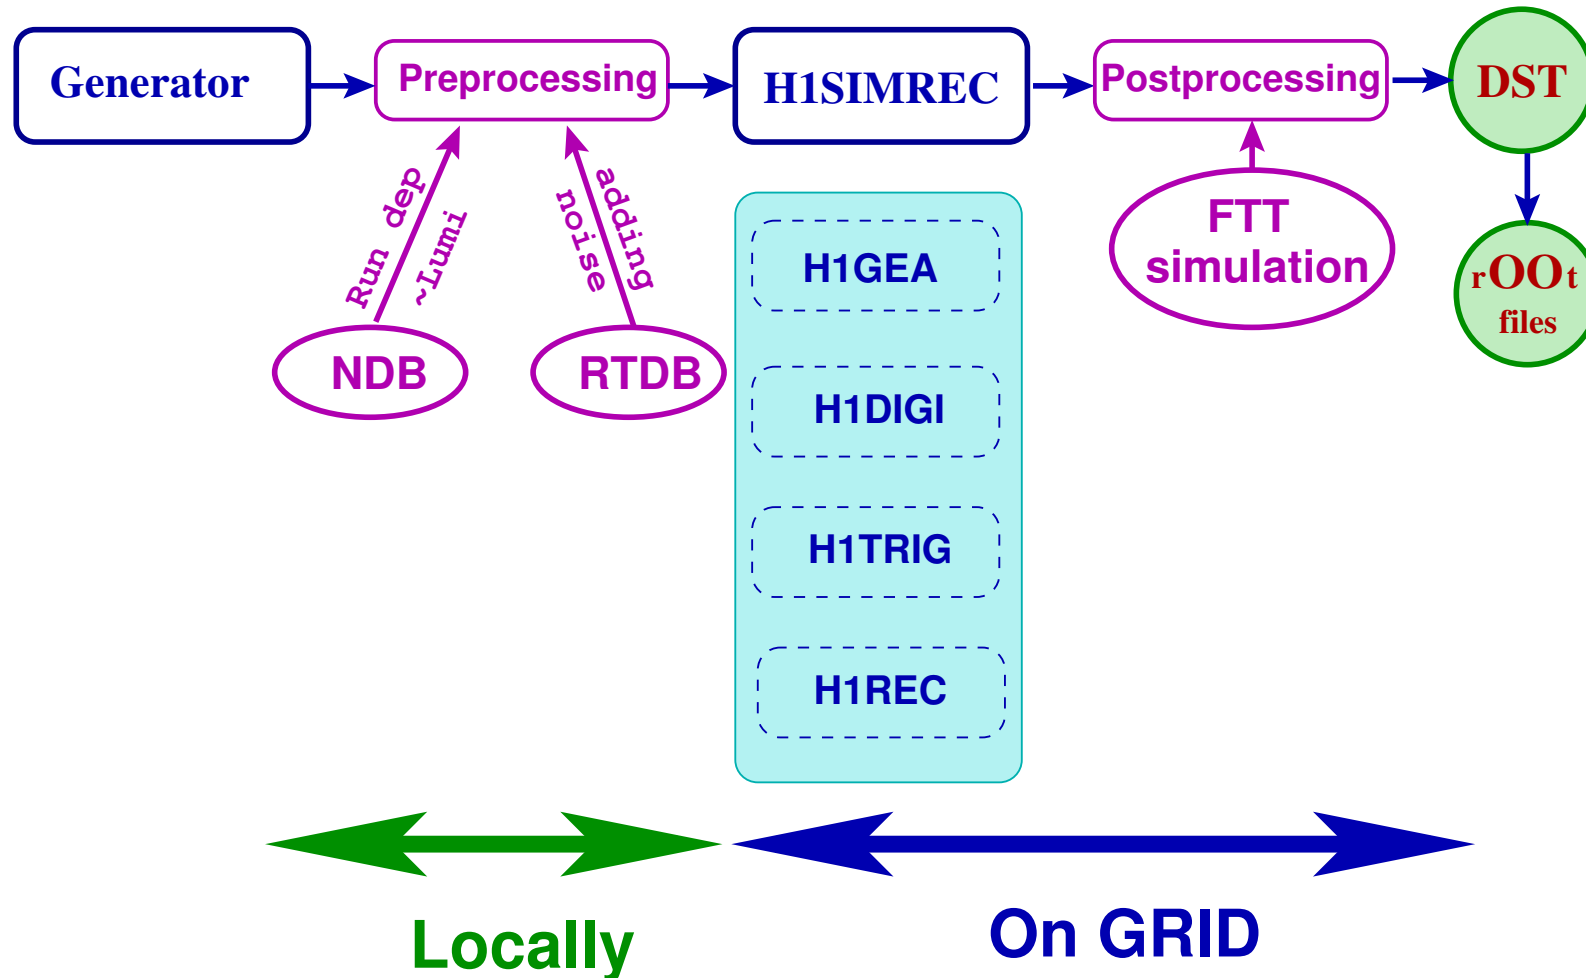 Generator
Preprocessing
H1SIMREC
Postprocessing
DST
Run dep
~Lumi
adding
noise
NDB
RTDB
H1GEA
H1DIGI
H1TRIG
H1REC
FTT
simulation
rOOt
files
Locally
On GRID